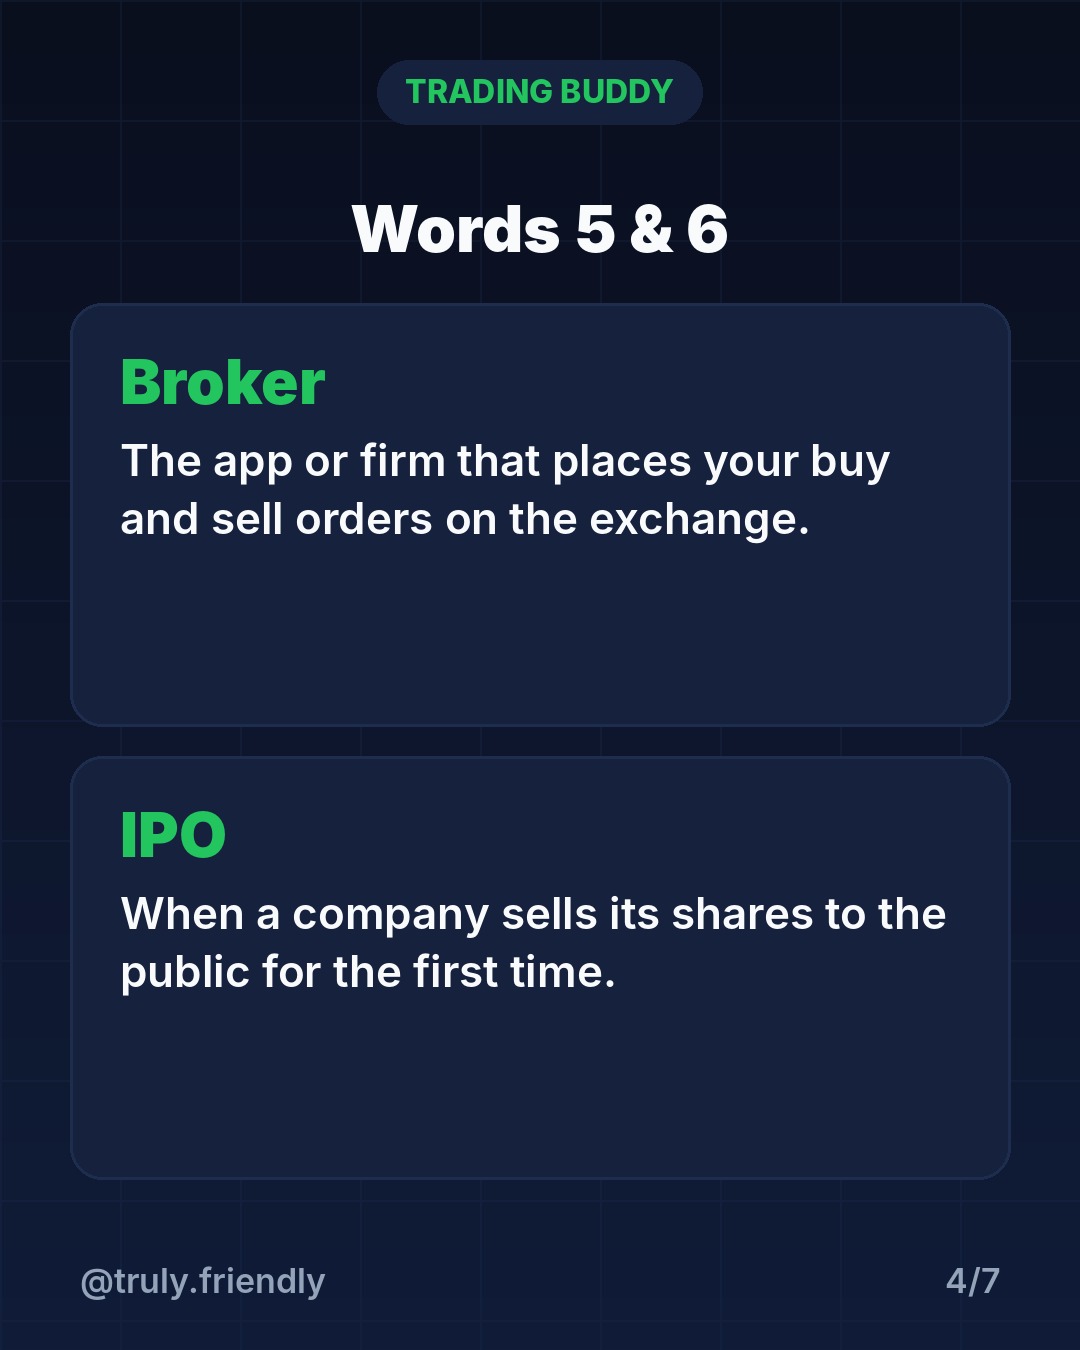 TRADING BUDDY
Words 5 & 6
Broker
The app or firm that places your buy
and sell orders on the exchange.
IPO
When a company sells its shares to the
public for the first time.
@truly.friendly
4/7